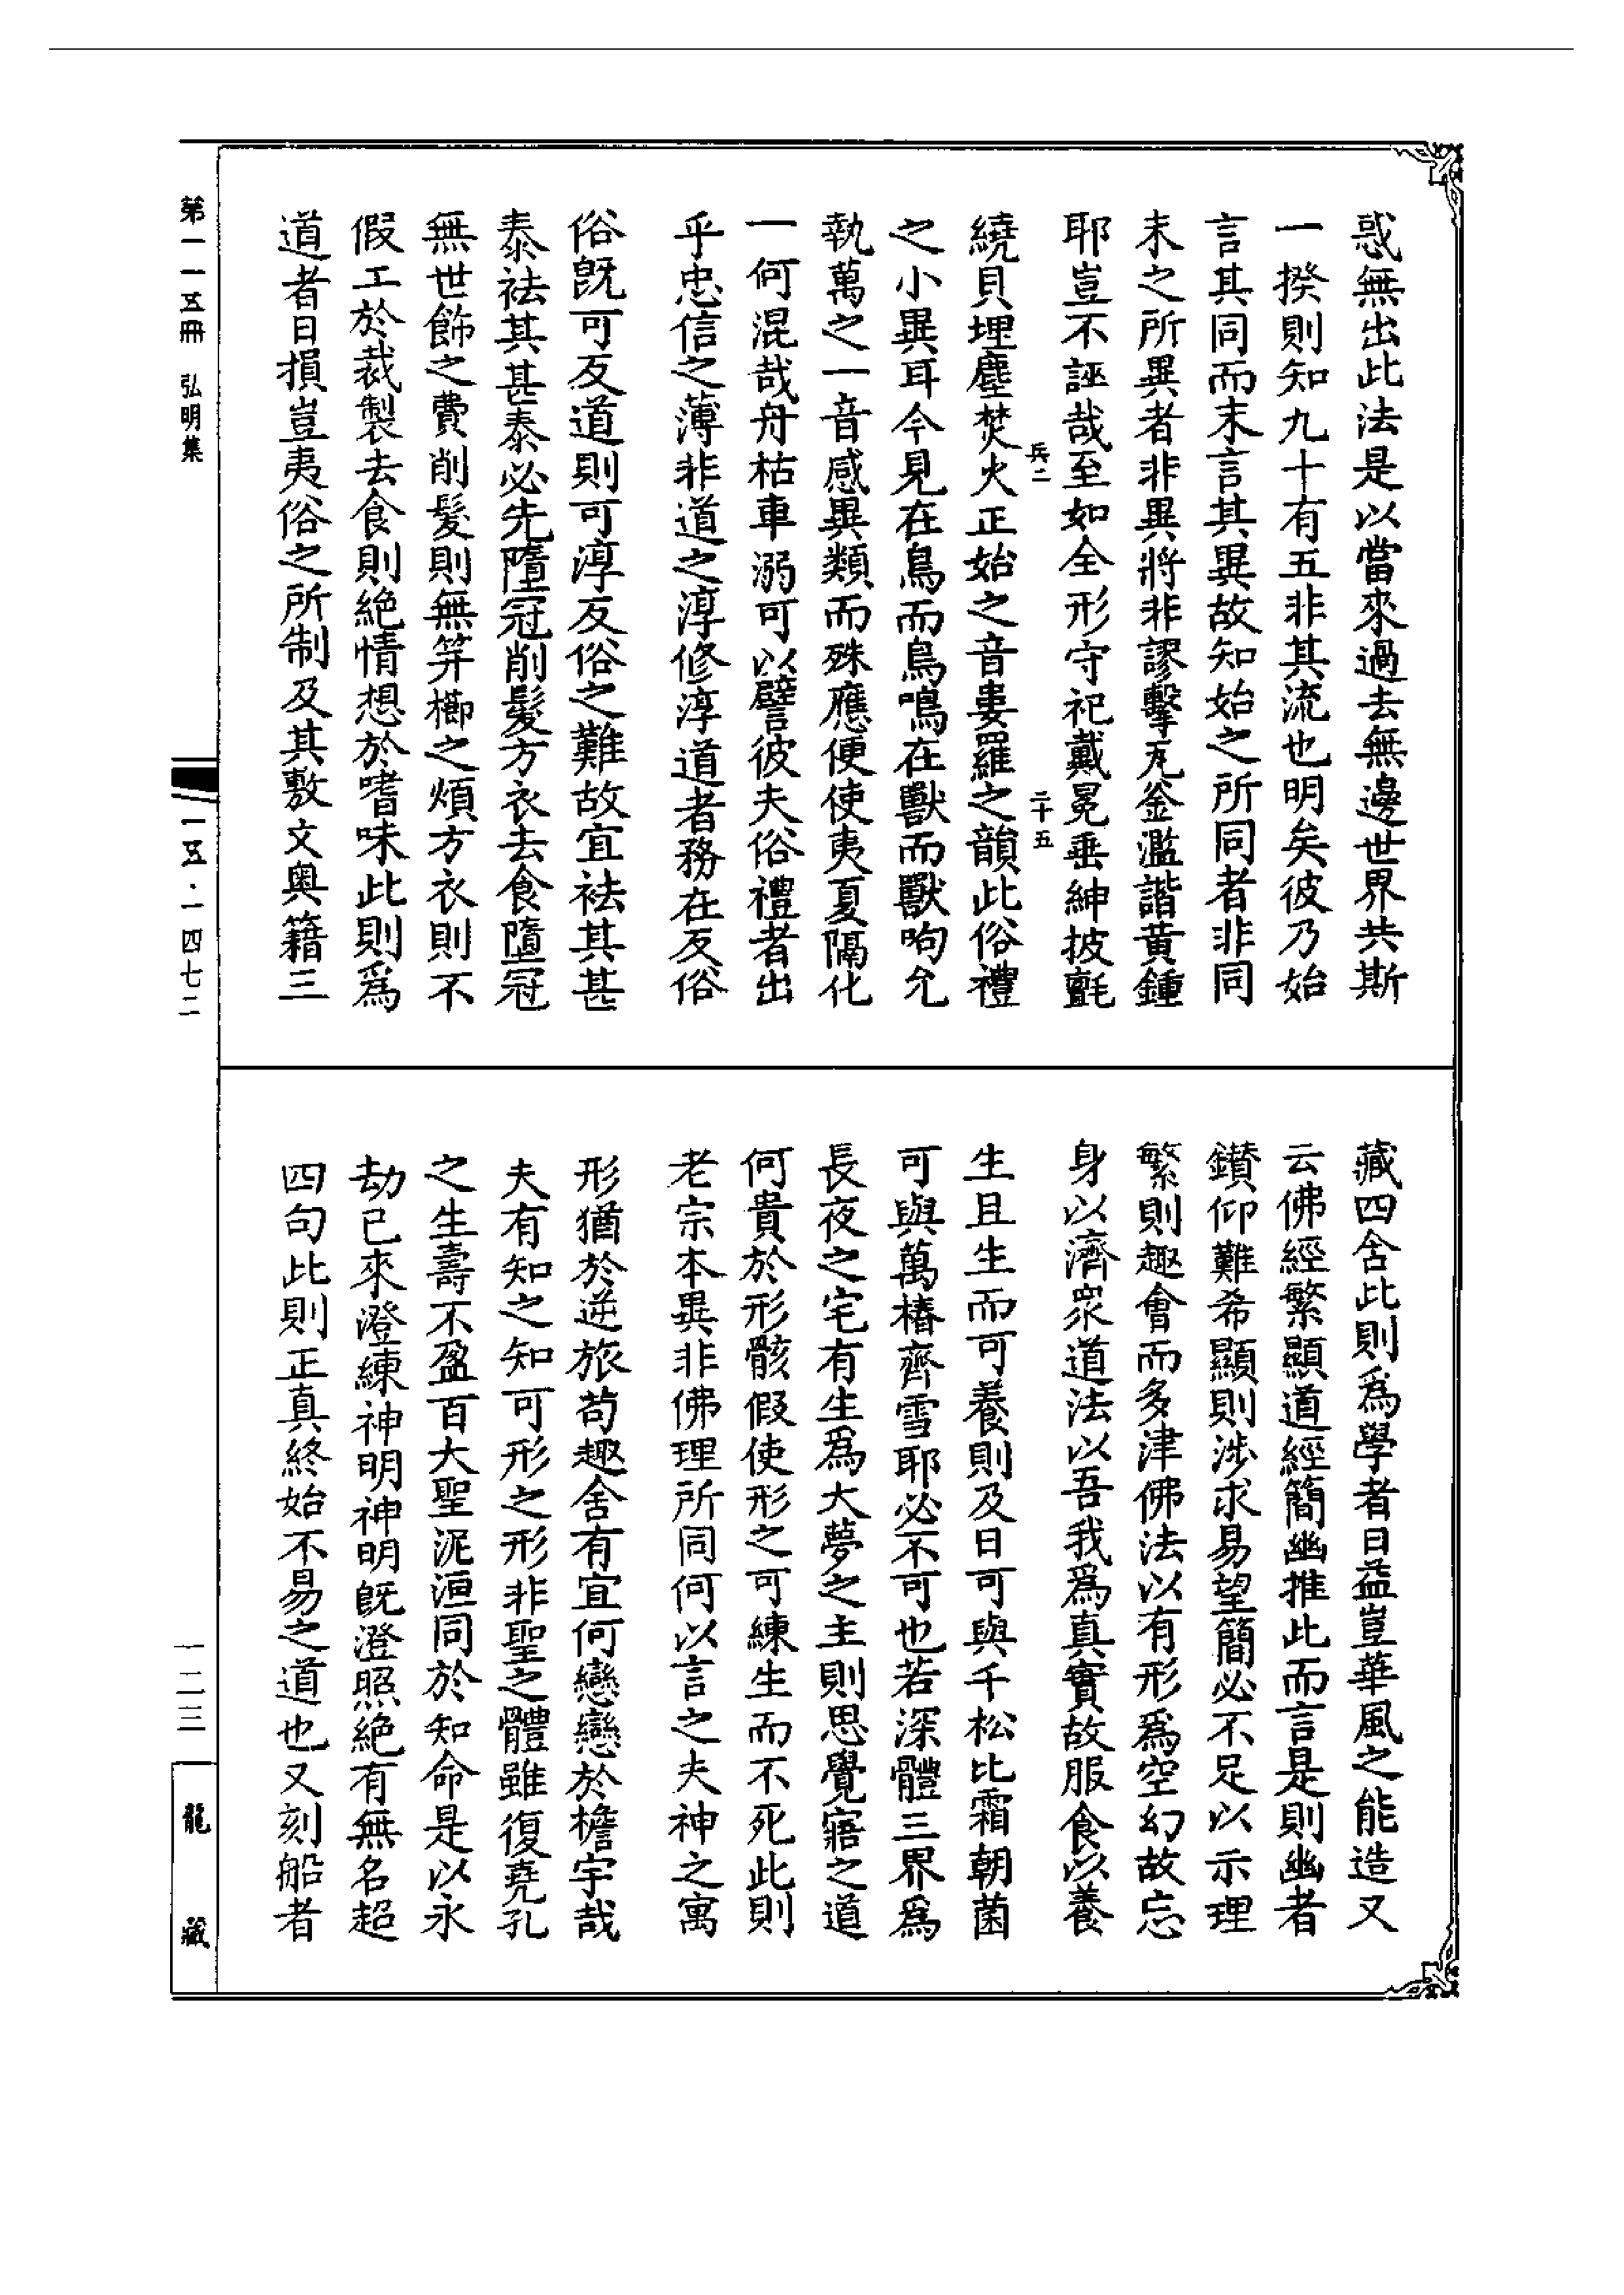 惑無出此法是以當來過去無邊世界共斯
一揆則知九十有五非其流也明矣彼乃始
言其同而末言其異故知始之所同者非同
末之所異者非異將非謬擊瓦釡濫諧黄鍾
耶豈不誣哉至如全形守祀戴冕垂紳披氈
兵二
二十五
繞貝埋塵焚火正始之音婁羅之韻此俗禮
之小異耳今見在鳥而鳥鳴在獸而獸呴允
執萬之一音感異類而殊應便使夷夏隔化
一何混哉舟枯車溺可以譬彼夫俗禮者出
乎忠信之薄非道之淳修淳道者務在反俗
俗旣可反道則可淳反俗之難故宜袪其甚
泰袪其甚泰必先墮冠削髮方衣去食墮冠
無世飾之費削髮則無笄櫛之煩方衣則不
假工於裁製去食則絶情想於嗜味此則爲
道者日損豈夷俗之所制及其敷文奥籍三
藏四含此則爲學者日益豈華風之能造又
云佛經繁顯道經簡幽推此而言是則幽者
鑽仰難希顯則涉求易望簡必不足以示理
繁則趣會而多津佛法以有形爲空幻故忘
身以濟衆道法以吾我爲真實故服食以養
生且生而可養則及日可與千松比霜朝菌
可與萬椿齊雪耶必不可也若深體三界爲
長夜之宅有生爲大夢之主則思覺寤之道
何貴於形骸假使形之可練生而不死此則
老宗本異非佛理所同何以言之夫神之寓
形猶於逆旅苟趣舍有宜何戀戀於檐宇哉
夫有知之知可形之形非聖之體雖復堯孔
之生壽不盈百大聖泥洹同於知命是以永
劫已來澄練神明神明旣澄照絶有無名超
四句此則正真終始不易之道也又刻船者
第一一五冊 弘明集
一五·一四七二
一二三
龍藏